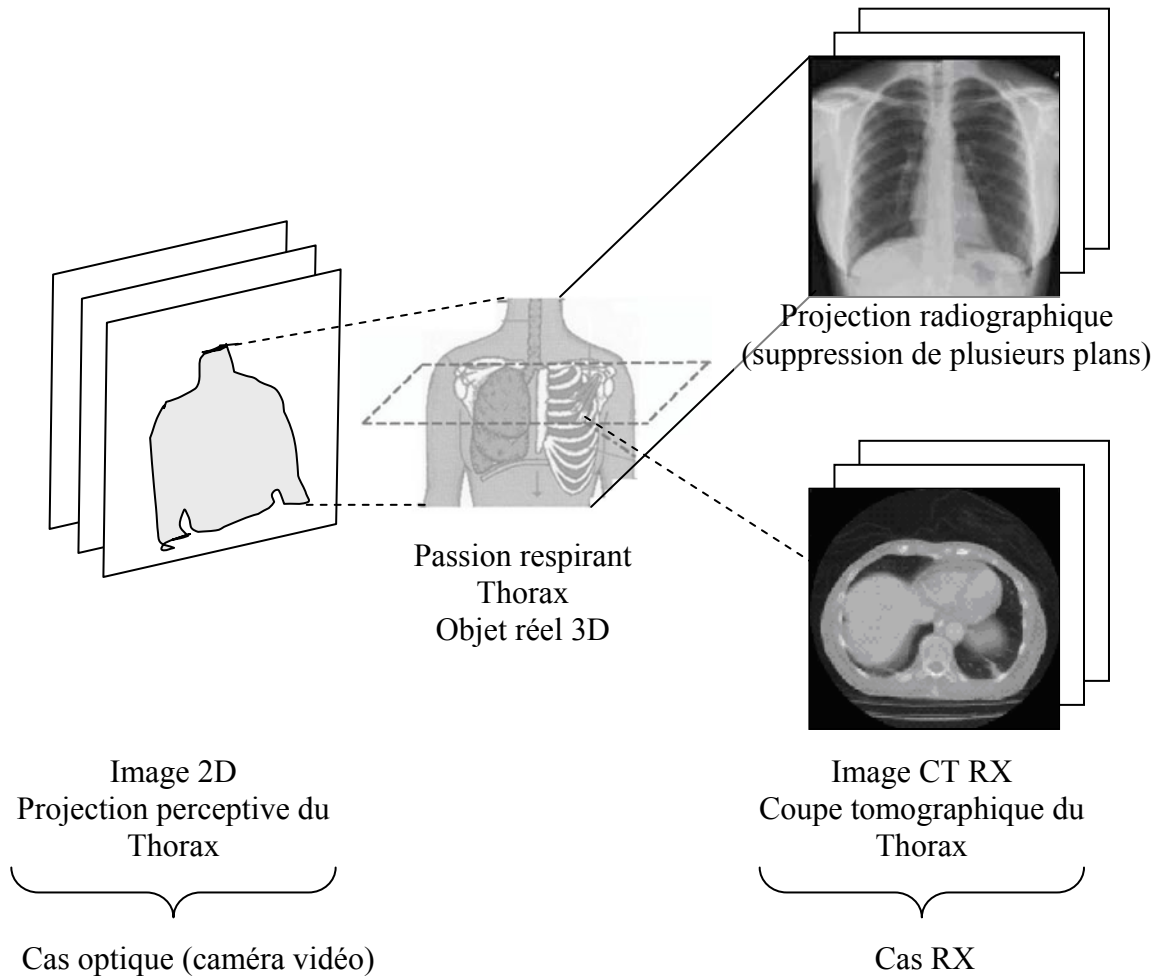 Projection radiographique
(suppression de plusieurs plans)
Passion respirant
Thorax
Objet réel 3D
Image 2D
Projection perceptive du
Thorax
Image CT RX
Coupe tomographique du
Thorax
Cas optique (caméra vidéo)
Cas RX